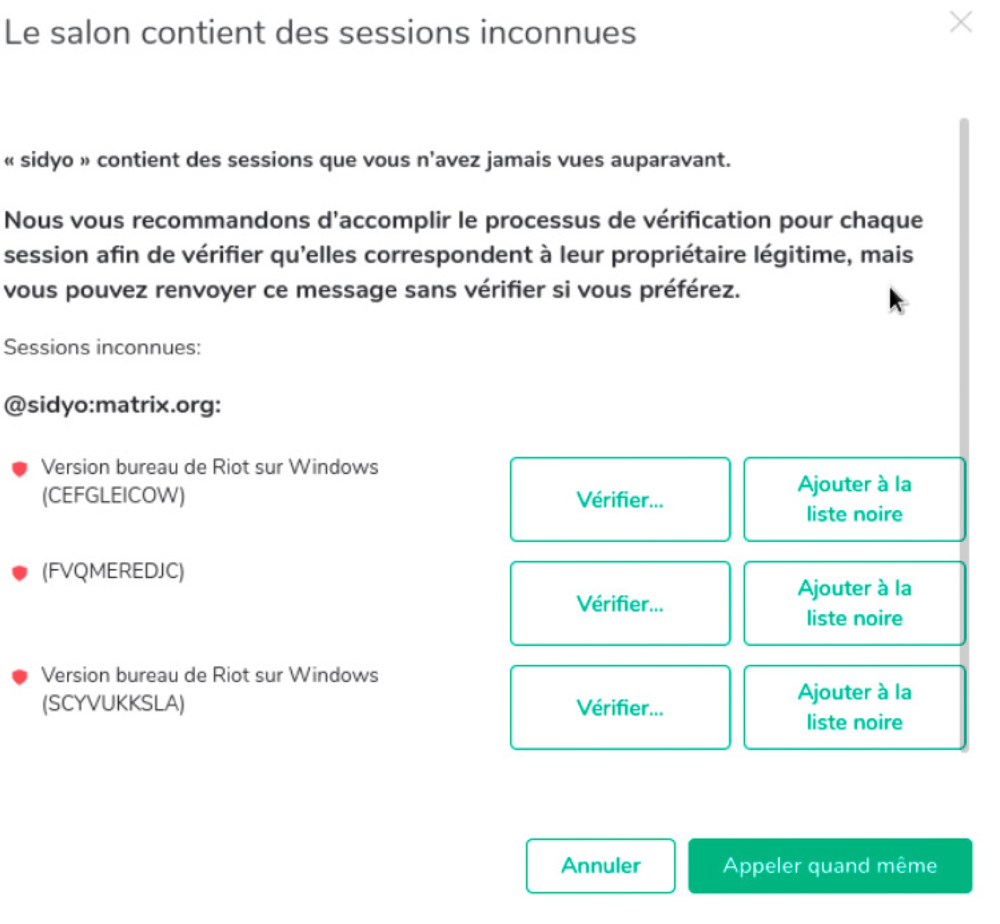 Le salon contient des sessions inconnues
« sidyo » contient des sessions que vous n'avez jamais vues auparavant.
Nous vous recommandons d'accomplir le processus de vérification pour chaque
session afin de vérifier qu'elles correspondent à leur propriétaire légitime, mais
vous pouvez renvoyer ce message sans vérifier si vous préférez.
Sessions inconnues:
@sidyo:matrix.org:
Version bureau de Riot sur Windows
(CEFGLEICOW)
Vérifier...
Ajouter à la
liste noire
(FVQMEREDJC)
Vérifier...
Ajouter à la
liste noire
Version bureau de Riot sur Windows
(SCYVUKKSLA)
Vérifier...
Ajouter à la
liste noire
Annuler
Appeler quand même